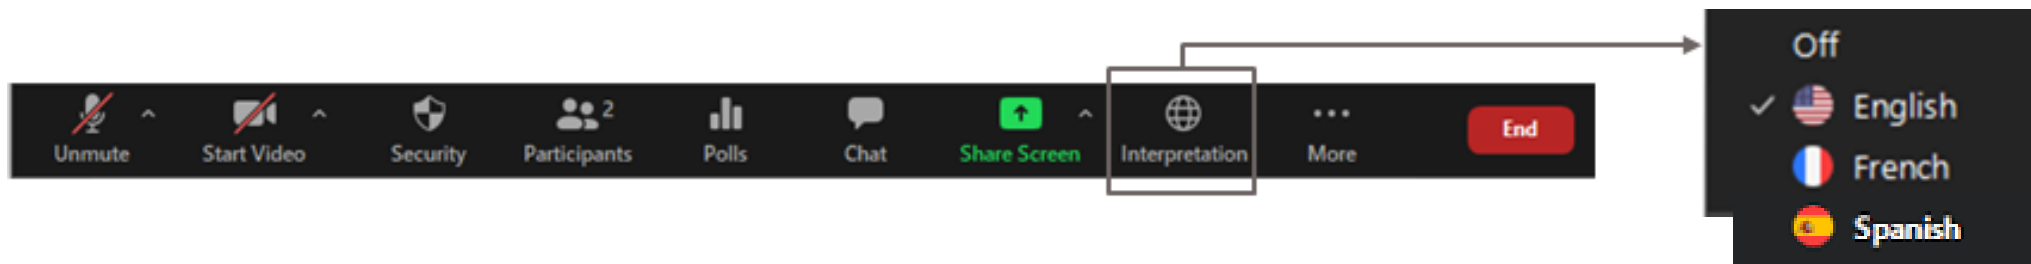 Unmute
Start Video
Security
Participants 2
Polls
Chat
Share Screen
Interpretation
More
End
Off
English
French
Spanish